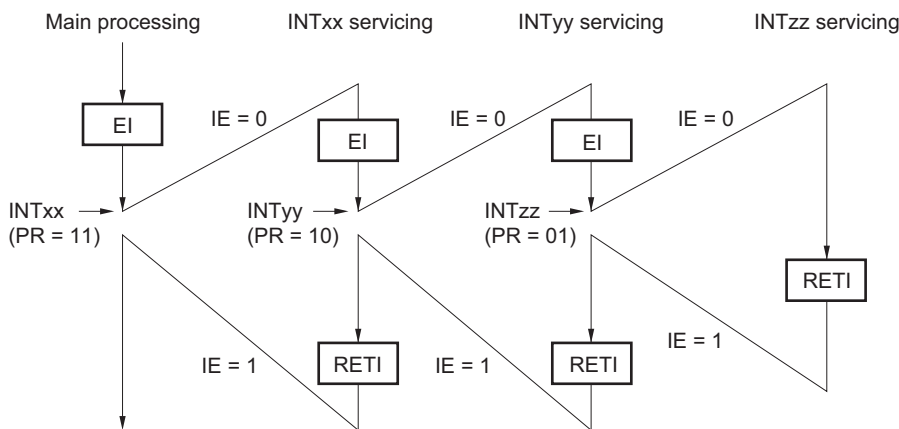 Main processing
INTxx servicing
INTyy servicing
INTzz servicing
EI
IE = 0
EI
IE = 0
EI
IE = 0
INTxx
(PR = 11)
INTyy
(PR = 10)
INTzz
(PR = 01)
RETI
IE = 1
RETI
IE = 1
RETI
IE = 1